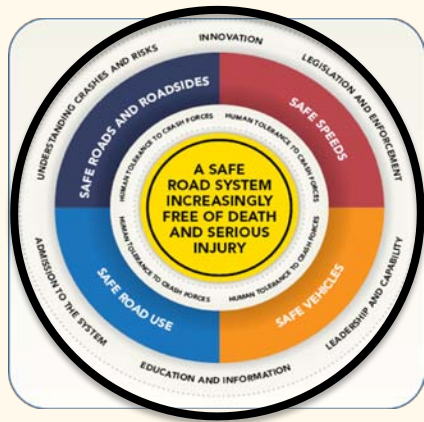 INNOVATION
LEGISLATION AND ENFORCEMENT
LEADERSHIP AND CAPABILITY
EDUCATION AND INFORMATION
ADMISSION TO THE SYSTEM
UNDERSTANDING CRASHES AND RISKS
SAFE ROADS AND ROADSIDES
SAFE SPEEDS
SAFE VEHICLES
SAFE ROAD USE
HUMAN TOLERANCE TO CRASH FORCES
HUMAN TOLERANCE TO CRASH FORCES
HUMAN TOLERANCE TO CRASH FORCES
HUMAN TOLERANCE TO CRASH FORCES
A SAFE
ROAD SYSTEM
INCREASINGLY
FREE OF DEATH
AND SERIOUS
INJURY